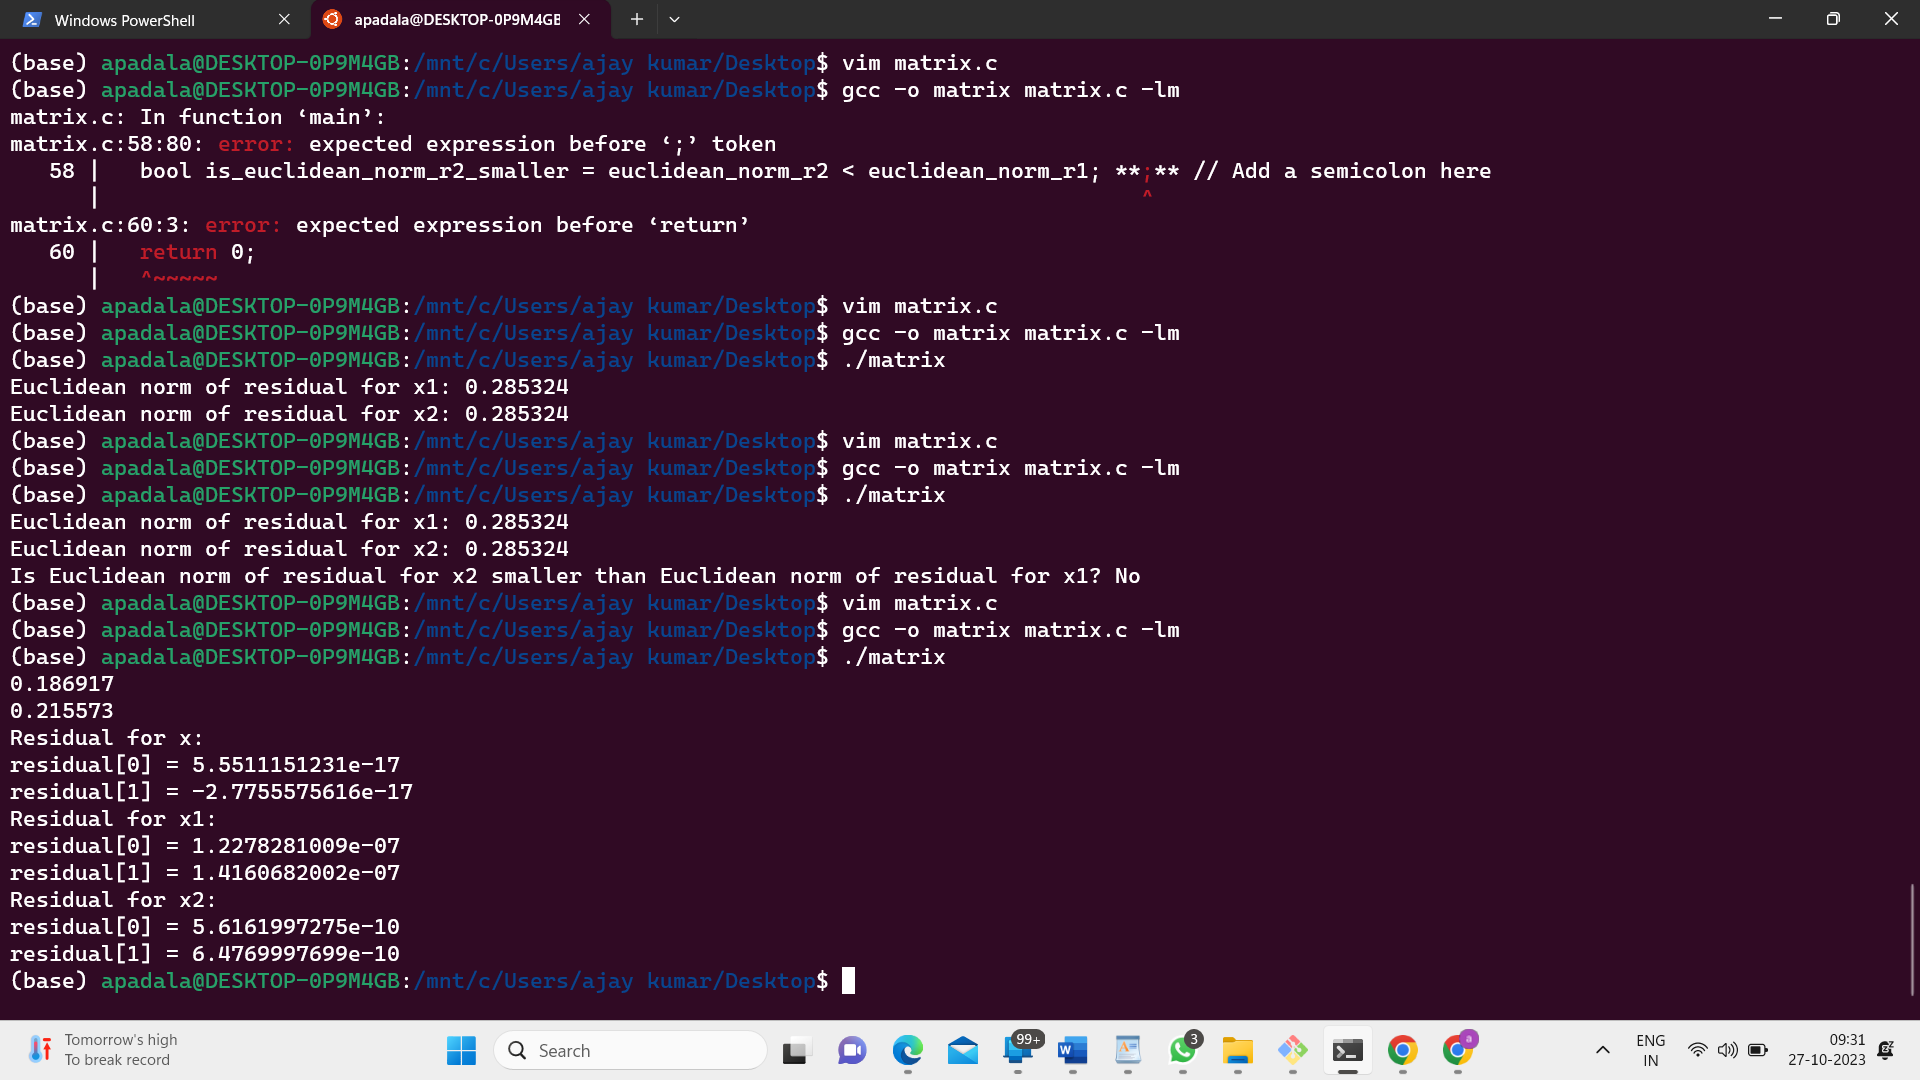 Windows PowerShell
apadala@DESKTOP-0P9M4GB
(base) apadala@DESKTOP-0P9M4GB:/mnt/c/Users/ajay kumar/Desktop$ vim matrix.c
(base) apadala@DESKTOP-0P9M4GB:/mnt/c/Users/ajay kumar/Desktop$ gcc -o matrix matrix.c -lm
matrix.c: In function ‘main’:
matrix.c:58:80: error: expected expression before ‘;’ token
   58 |   bool is_euclidean_norm_r2_smaller = euclidean_norm_r2 < euclidean_norm_r1; **;** // Add a semicolon here
      |                                                                                ^
matrix.c:60:3: error: expected expression before ‘return’
   60 |   return 0;
      |   ^~~~~~
(base) apadala@DESKTOP-0P9M4GB:/mnt/c/Users/ajay kumar/Desktop$ vim matrix.c
(base) apadala@DESKTOP-0P9M4GB:/mnt/c/Users/ajay kumar/Desktop$ gcc -o matrix matrix.c -lm
(base) apadala@DESKTOP-0P9M4GB:/mnt/c/Users/ajay kumar/Desktop$ ./matrix
Euclidean norm of residual for x1: 0.285324
Euclidean norm of residual for x2: 0.285324
(base) apadala@DESKTOP-0P9M4GB:/mnt/c/Users/ajay kumar/Desktop$ vim matrix.c
(base) apadala@DESKTOP-0P9M4GB:/mnt/c/Users/ajay kumar/Desktop$ gcc -o matrix matrix.c -lm
(base) apadala@DESKTOP-0P9M4GB:/mnt/c/Users/ajay kumar/Desktop$ ./matrix
Euclidean norm of residual for x1: 0.285324
Euclidean norm of residual for x2: 0.285324
Is Euclidean norm of residual for x2 smaller than Euclidean norm of residual for x1? No
(base) apadala@DESKTOP-0P9M4GB:/mnt/c/Users/ajay kumar/Desktop$ vim matrix.c
(base) apadala@DESKTOP-0P9M4GB:/mnt/c/Users/ajay kumar/Desktop$ gcc -o matrix matrix.c -lm
(base) apadala@DESKTOP-0P9M4GB:/mnt/c/Users/ajay kumar/Desktop$ ./matrix
0.186917
0.215573
Residual for x:
residual[0] = 5.5511151231e-17
residual[1] = -2.7755575616e-17
Residual for x1:
residual[0] = 1.2278281009e-07
residual[1] = 1.4160682002e-07
Residual for x2:
residual[0] = 5.6161997275e-10
residual[1] = 6.4769997699e-10
(base) apadala@DESKTOP-0P9M4GB:/mnt/c/Users/ajay kumar/Desktop$
Tomorrow's high
To break record
Search
99+
3
a
ENG
IN
09:31
27-10-2023